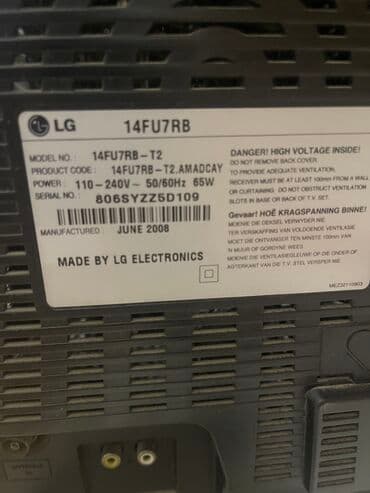 LG 14FU7RB
MODEL NO. : 14FU7RB-T2
PRODUCT CODE : 14FU7RB-T2.AMADCAY
POWER : 110-240V~ 50/60Hz 65W
SERIAL NO. : 806SYZZ5D109
MANUFACTURED : JUNE 2008
MADE BY LG ELECTRONICS
DANGER! HIGH VOLTAGE INSIDE!
DO NOT REMOVE BACK COVER.
TO PROVIDE ADEQUATE VENTILATION,
RECEIVER MUST BE AT LEAST 100mm FROM A WALL
OR CURTAINING. DO NOT OBSTRUCT VENTILATION
SLOTS IN BASE OR BACK OF T.V. SET.
Gevaar! HOË KRAGSPANNING BINNE!
MOENIE DIE DEKSEL VERWYDER NIE.
TER VERSKAFFING VAN VOLDOENDE VENTILASIE
MOET DIE ONTVANGER TEN MINSTE 100mm VAN
'N MUUR OF GORDYNE WEES.
MOENIE DIE VENTILASIEGLEUWE OP DIE ONDER OF
AGTERKANT VAN DIE T.V. STEL VERSPER NIE.